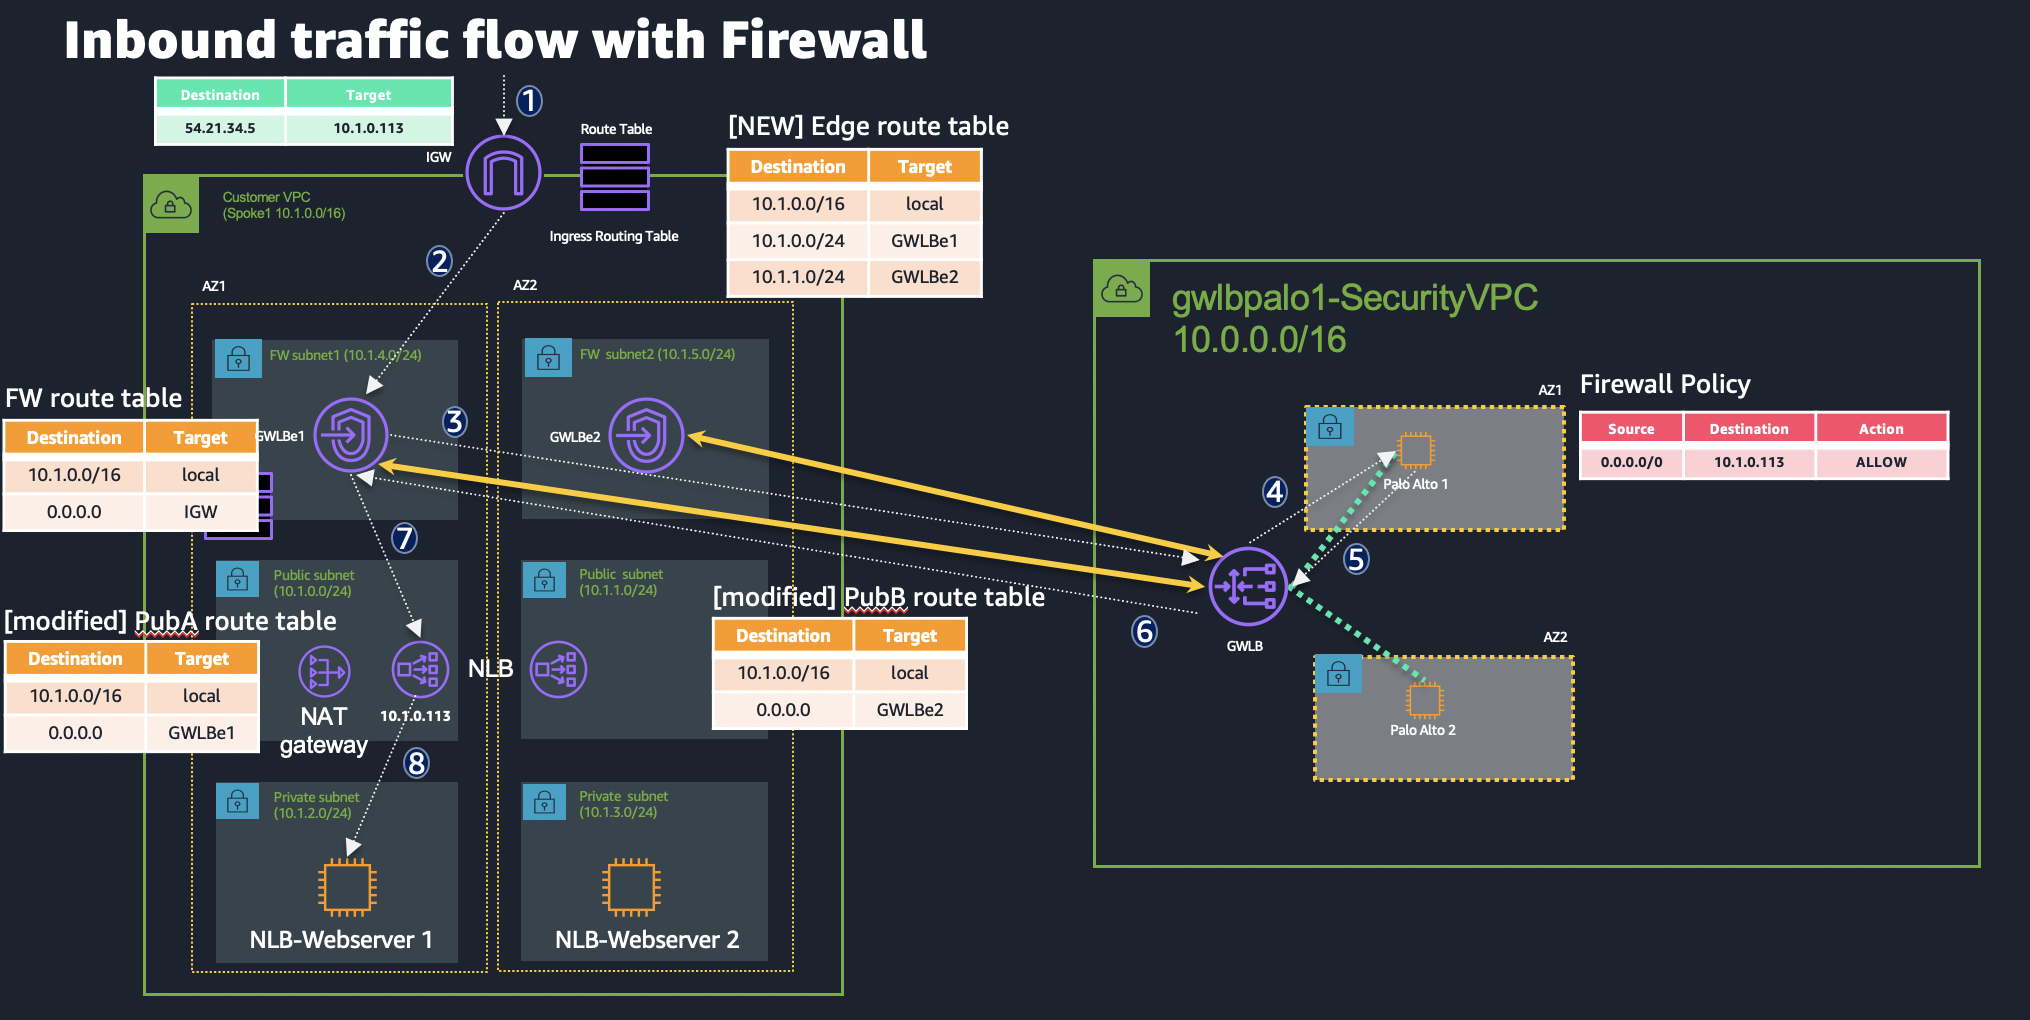 Inbound traffic flow with Firewall
Destination Target
54.21.34.5 10.1.0.113
1
IGW
Route Table
Ingress Routing Table
[NEW] Edge route table
Destination Target
10.1.0.0/16 local
10.1.0.0/24 GWLBe1
10.1.1.0/24 GWLBe2
Customer VPC
(Spoke1 10.1.0.0/16)
2
AZ1
AZ2
FW subnet1 (10.1.4.0/24)
FW subnet2 (10.1.5.0/24)
FW route table
Destination Target
10.1.0.0/16 local
0.0.0.0 IGW
GWLBe1
3
GWLBe2
7
Public subnet
(10.1.0.0/24)
Public subnet
(10.1.1.0/24)
[modified] PubA route table
Destination Target
10.1.0.0/16 local
0.0.0.0 GWLBe1
NAT
gateway
10.1.0.113
NLB
[modified] PubB route table
Destination Target
10.1.0.0/16 local
0.0.0.0 GWLBe2
8
Private subnet
(10.1.2.0/24)
Private subnet
(10.1.3.0/24)
NLB-Webserver 1
NLB-Webserver 2
gwlbpalo1-SecurityVPC
10.0.0.0/16
AZ1
Firewall Policy
Source Destination Action
0.0.0.0/0 10.1.0.113 ALLOW
Palo Alto 1
4
5
6
GWLB
AZ2
Palo Alto 2